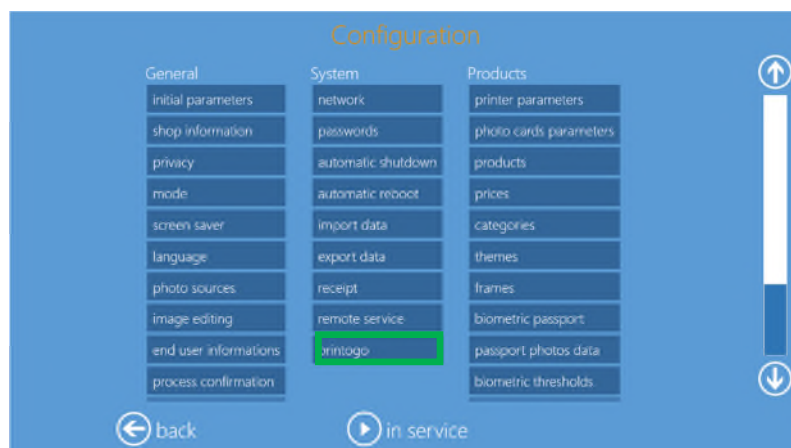 Configuration
General
initial parameters
shop information
privacy
mode
screen saver
language
photo sources
image editing
end user informations
process confirmation
System
network
passwords
automatic shutdown
automatic reboot
import data
export data
receipt
remote service
printogo
Products
printer parameters
photo cards parameters
products
prices
categories
themes
frames
biometric passport
passport photos data
biometric thresholds
back
in service